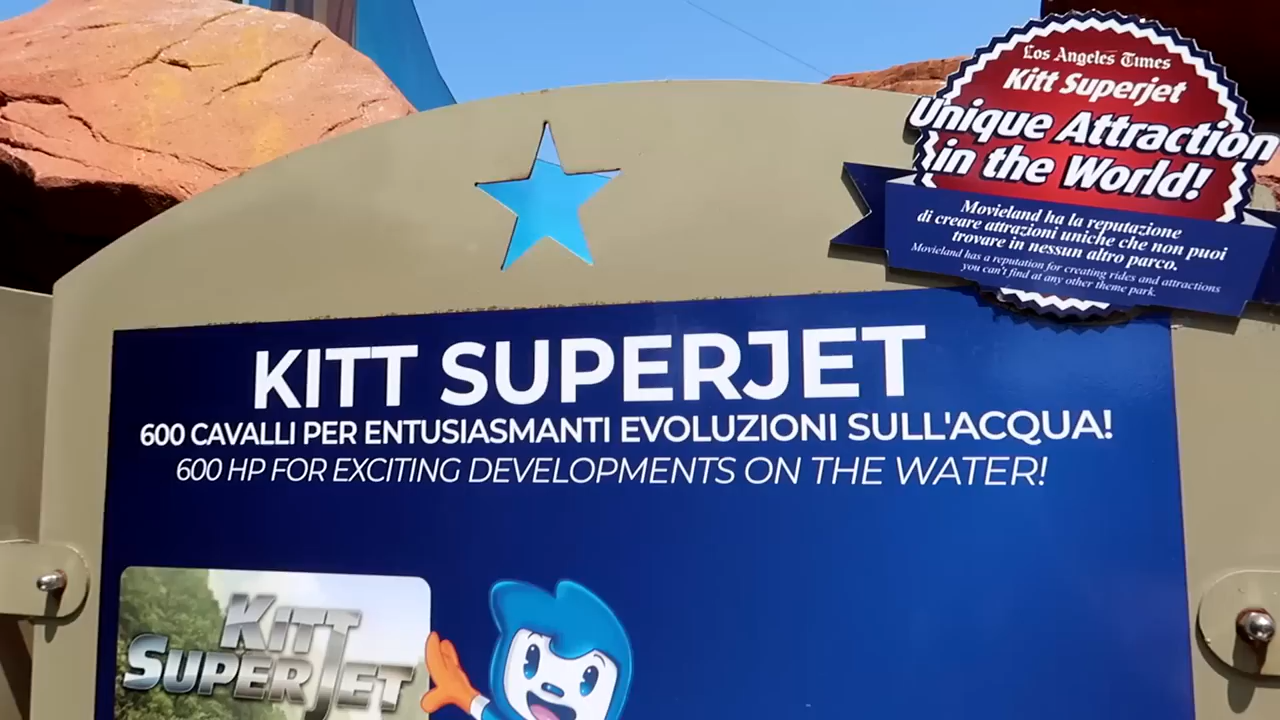 Los Angeles Times
Kitt Superjet
Unique Attraction
in the World!
Movieland ha la reputazione
di creare attrazioni uniche che non puoi
trovare in nessun altro parco.
Movieland has a reputation for creating rides and attractions
you can't find at any other theme park.
KITT SUPERJET
600 CAVALLI PER ENTUSIASMANTI EVOLUZIONI SULL'ACQUA!
600 HP FOR EXCITING DEVELOPMENTS ON THE WATER!
KITT
SUPERJET